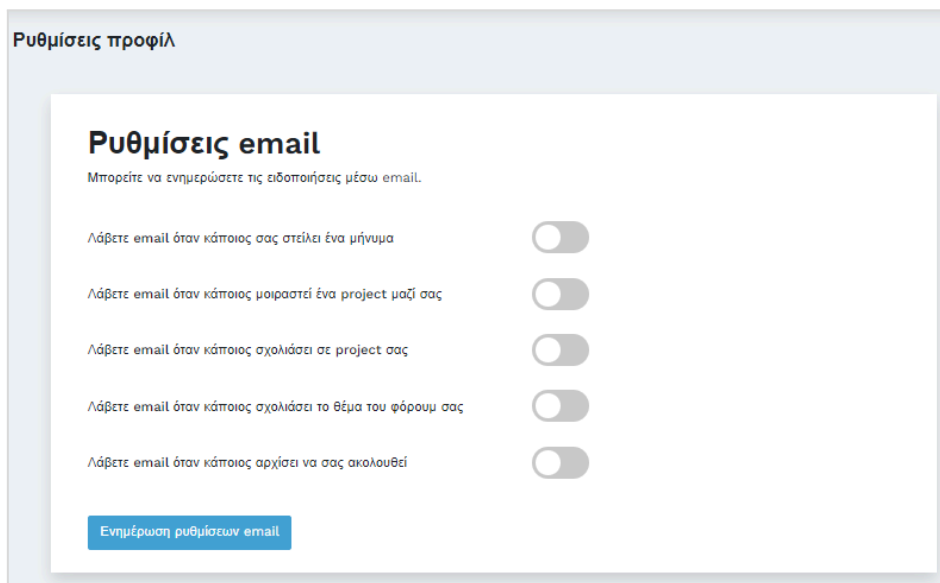 Ρυθμίσεις προφίλ
Ρυθμίσεις email
Μπορείτε να ενημερώσετε τις ειδοποιήσεις μέσω email.
Λάβετε email όταν κάποιος σας στείλει ένα μήνυμα
Λάβετε email όταν κάποιος μοιραστεί ένα project μαζί σας
Λάβετε email όταν κάποιος σχολιάσει σε project σας
Λάβετε email όταν κάποιος σχολιάσει το θέμα του φόρουμ σας
Λάβετε email όταν κάποιος αρχίσει να σας ακολουθεί
Ενημέρωση ρυθμίσεων email